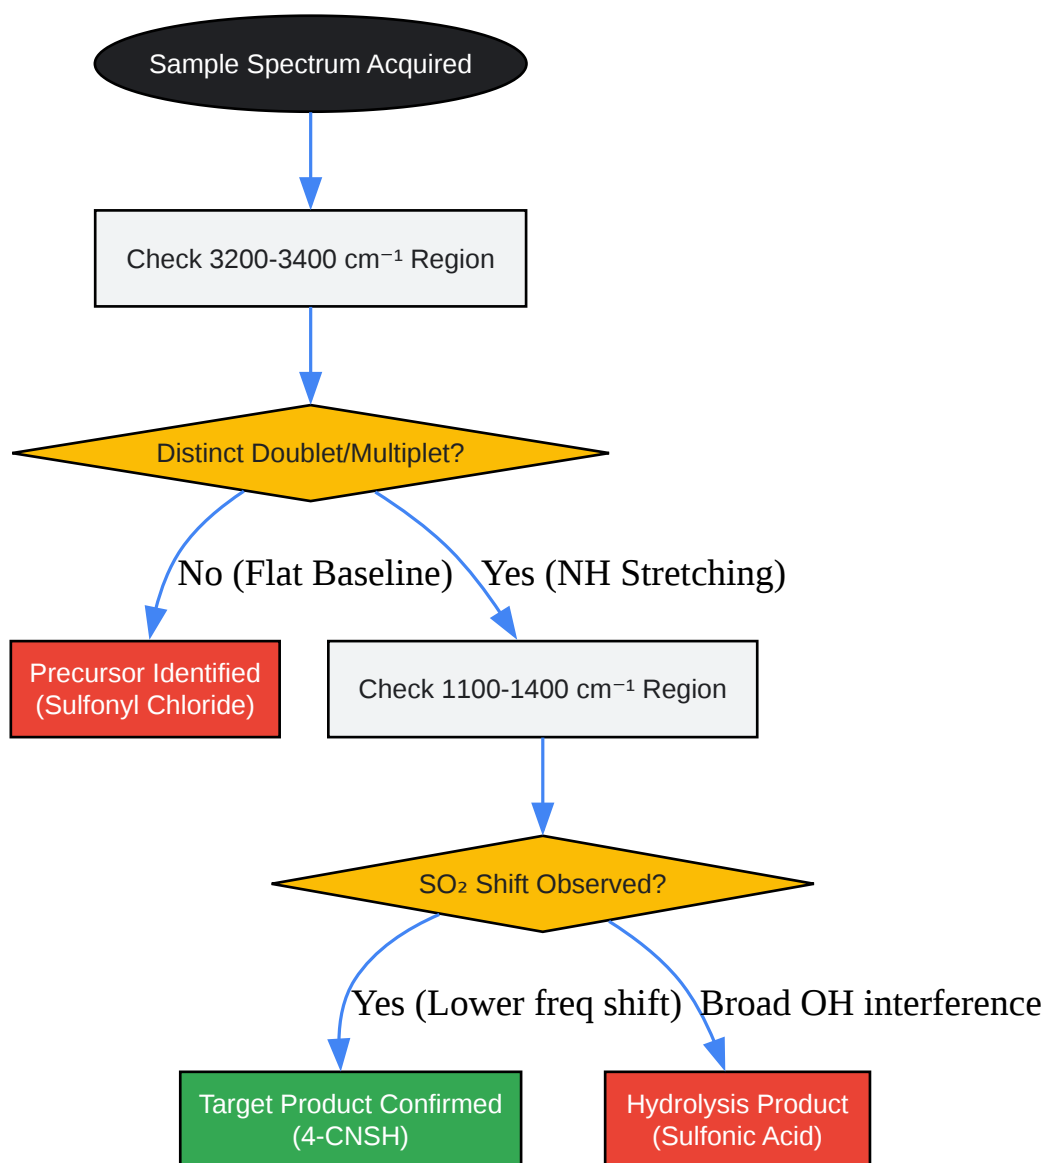 Sample Spectrum Acquired
Check 3200-3400 cm⁻¹ Region
Distinct Doublet/Multiplet?
No (Flat Baseline)
Yes (NH Stretching)
Precursor Identified
(Sulfonyl Chloride)
Check 1100-1400 cm⁻¹ Region
SO₂ Shift Observed?
Yes (Lower freq shift)
Broad OH interference
Target Product Confirmed
(4-CNSH)
Hydrolysis Product
(Sulfonic Acid)